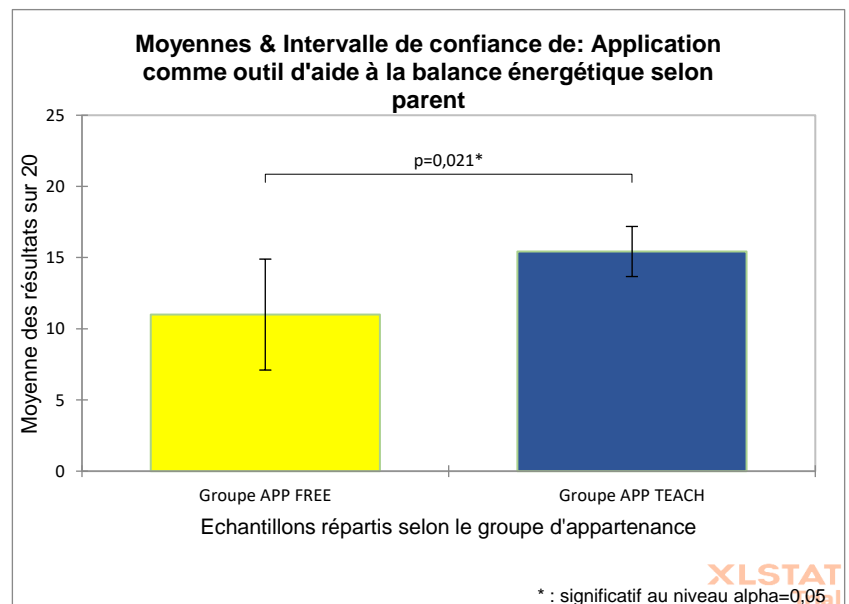 Moyennes & Intervalle de confiance de: Application
comme outil d'aide à la balance énergétique selon
parent
25
20
15
10
5
0
Moyenne des résultats sur 20
p=0,021*
Groupe APP FREE
Groupe APP TEACH
Echantillons répartis selon le groupe d'appartenance
XLSTAT
* : significatif au niveau alpha=0,05